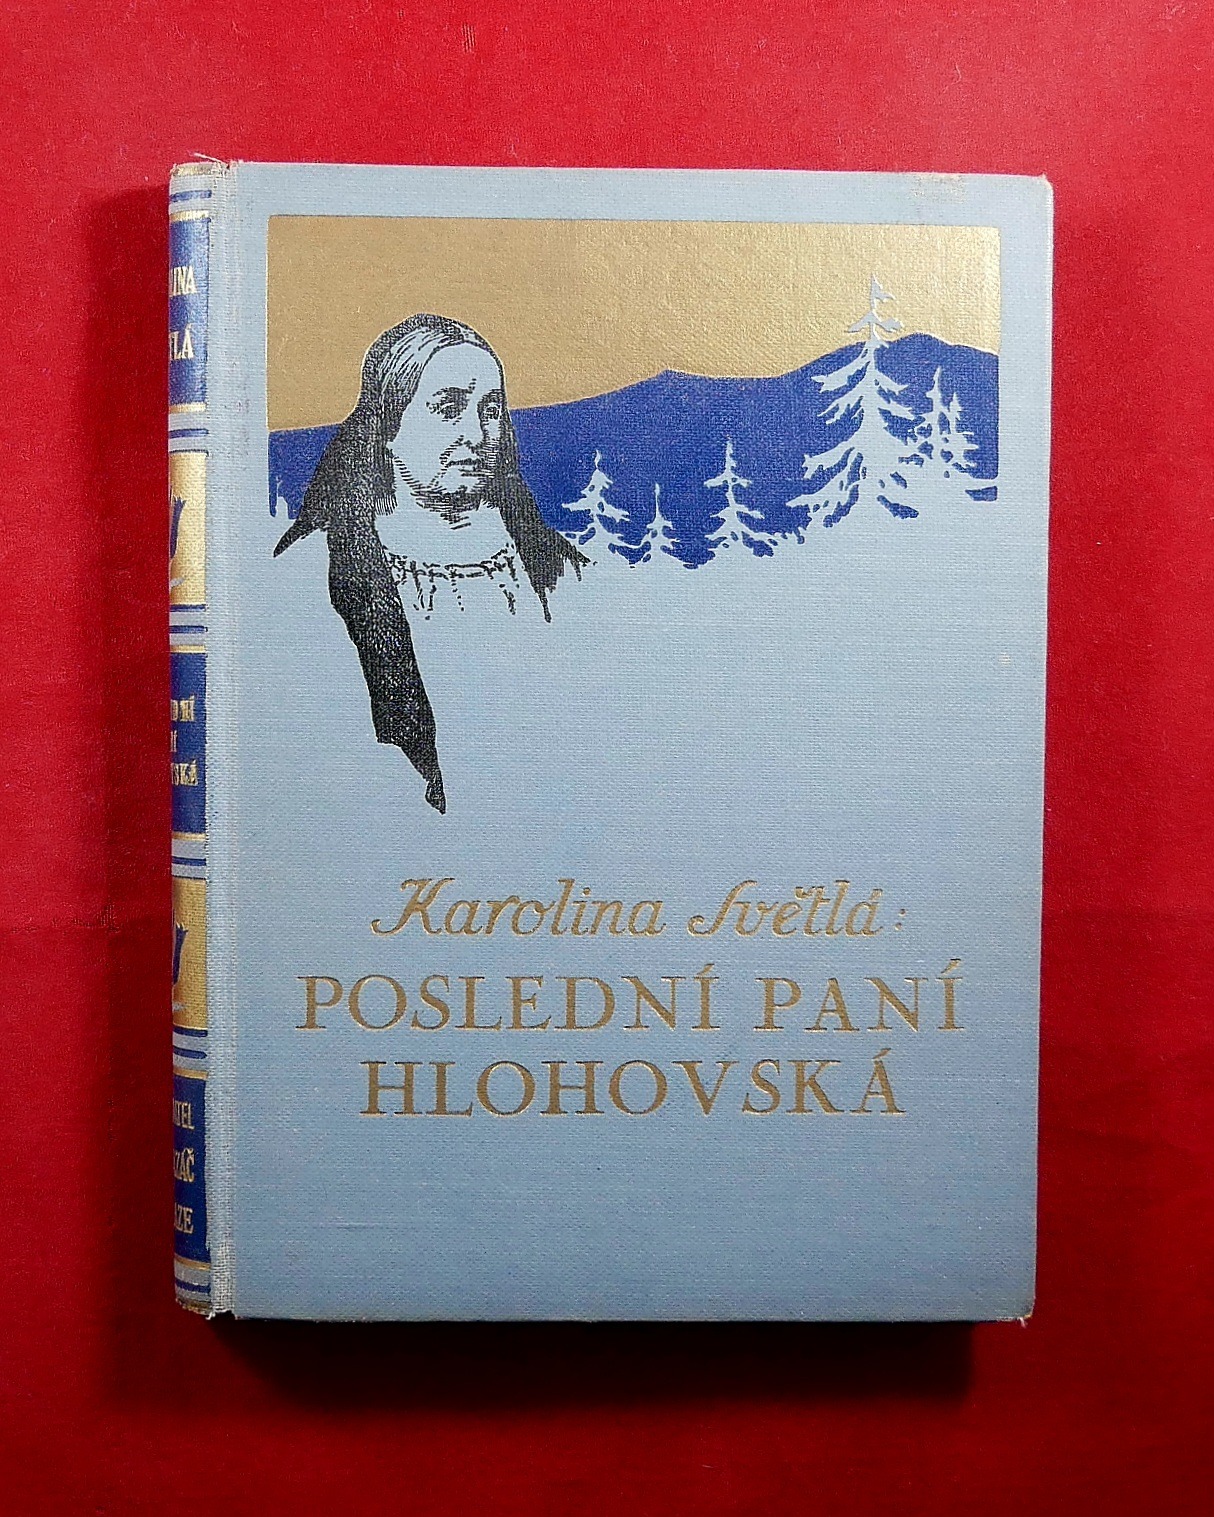 Karolina Světlá:
POSLEDNÍ PANÍ
HLOHOVSKÁ